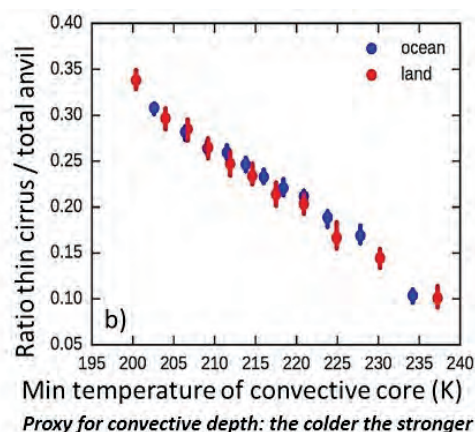 Ratio thin cirrus / total anvil
0.40
0.35
0.30
0.25
0.20
0.15
0.10
0.05
ocean
land
b)
195 200 205 210 215 220 225 230 235 240
Min temperature of convective core (K)
Proxy for convective depth: the colder the stronger